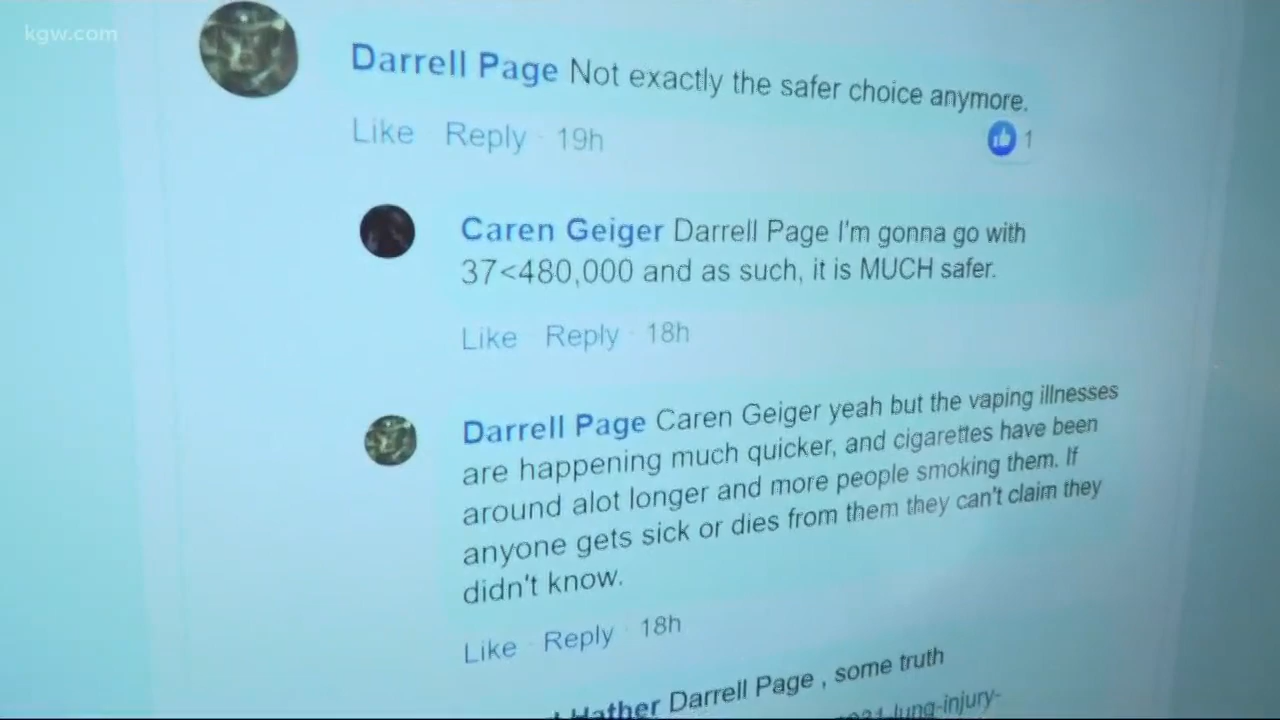 kgw.com
Darrell Page Not exactly the safer choice anymore.
Like · Reply · 19h
1
Caren Geiger Darrell Page I'm gonna go with
37<480,000 and as such, it is MUCH safer.
Like · Reply · 18h
Darrell Page Caren Geiger yeah but the vaping illnesses
are happening much quicker, and cigarettes have been
around alot longer and more people smoking them. If
anyone gets sick or dies from them they can't claim they
didn't know.
Like · Reply · 18h
Hather Darrell Page , some truth
lung-injury-